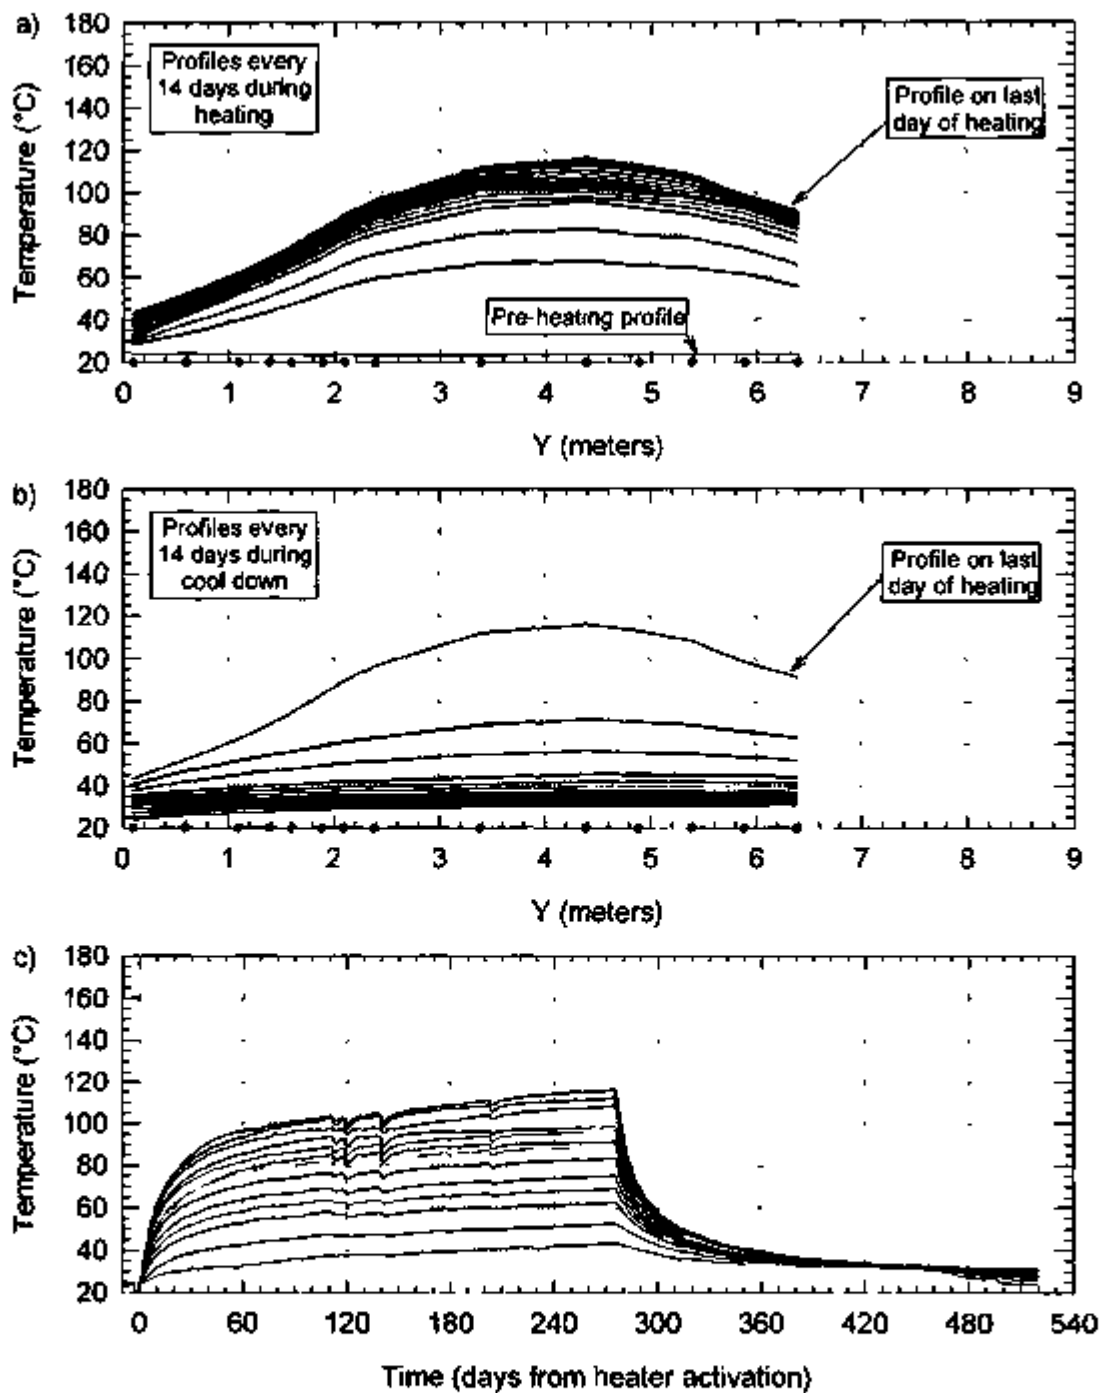 a)
180
160
140
120
100
80
60
40
20
Temperature (°C)
Profiles every
14 days during
heating
Profile on last
day of heating
Pre-heating profile
0 1 2 3 4 5 6 7 8 9
Y (meters)
b)
180
160
140
120
100
80
60
40
20
Temperature (°C)
Profiles every
14 days during
cool down
Profile on last
day of heating
0 1 2 3 4 5 6 7 8 9
Y (meters)
c)
180
160
140
120
100
80
60
40
20
Temperature (°C)
0 60 120 180 240 300 360 420 480 540
Time (days from heater activation)